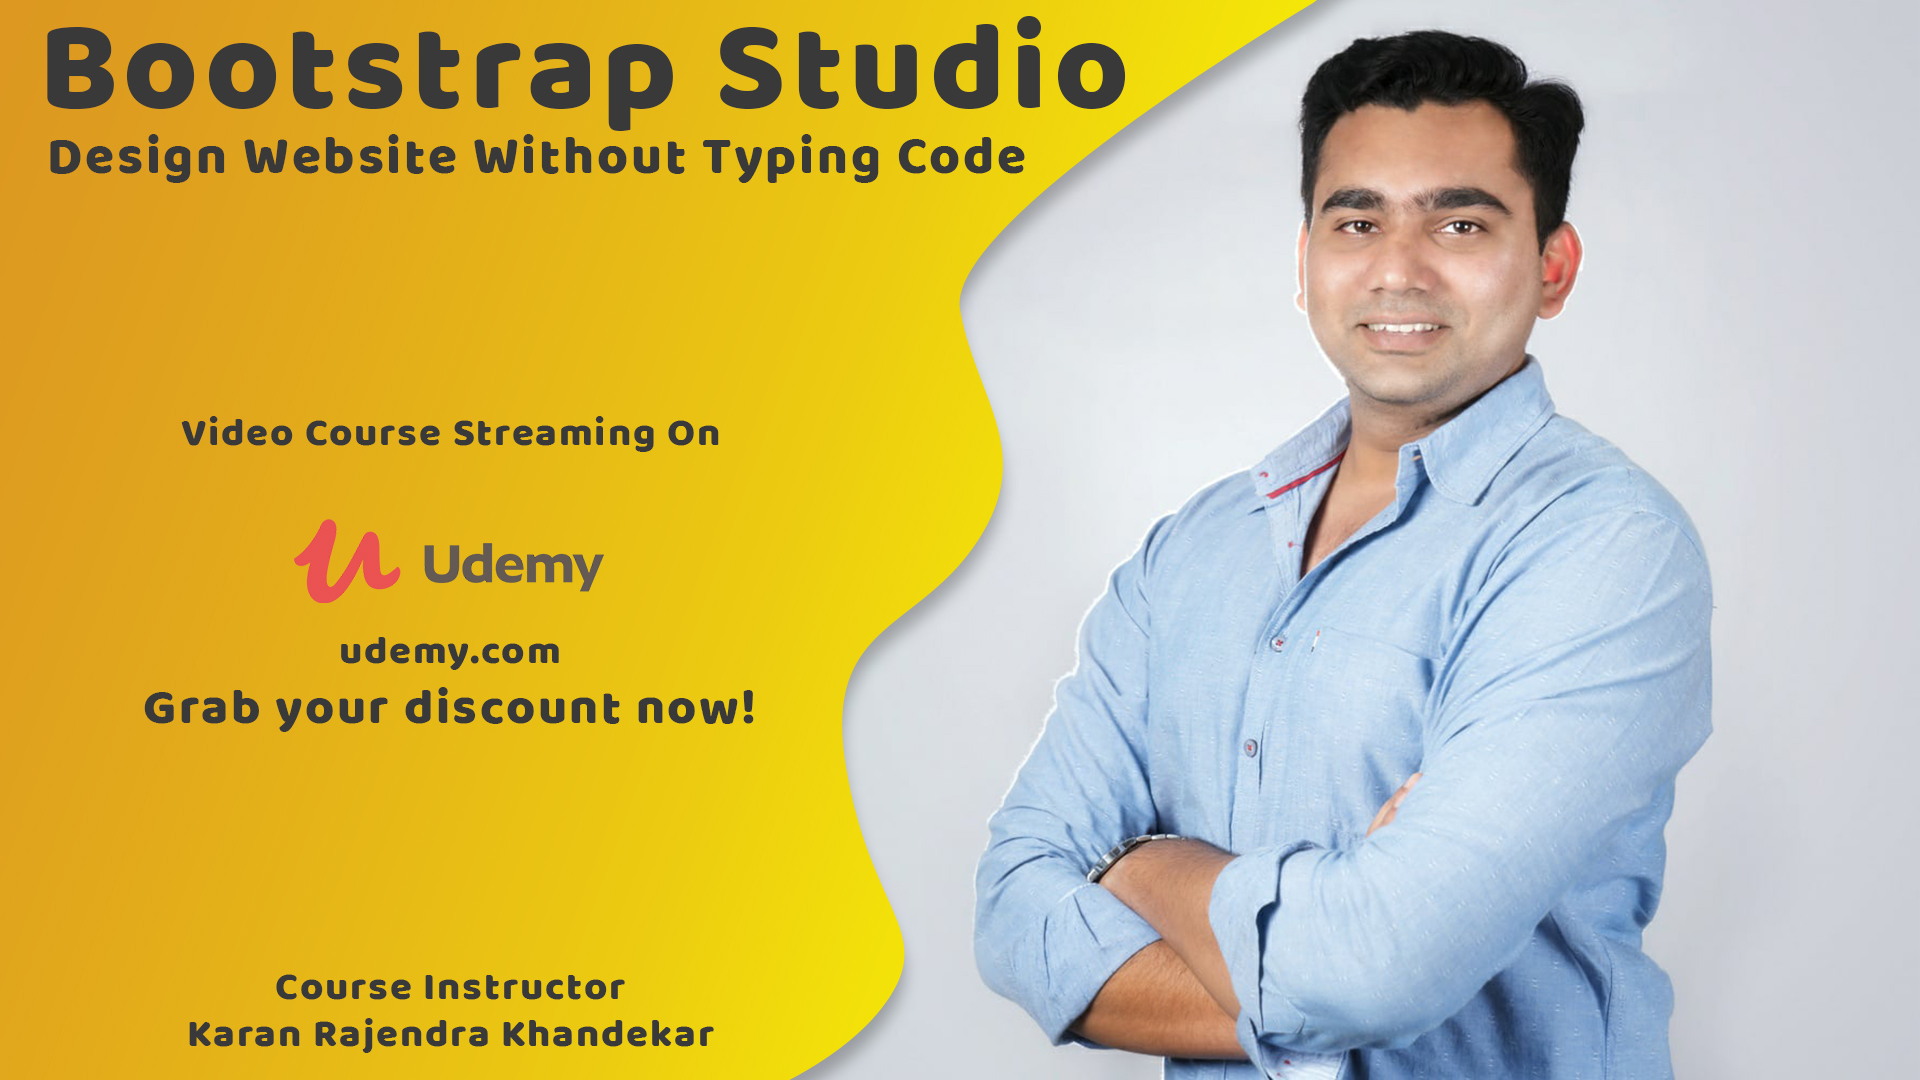 Bootstrap Studio
Design Website Without Typing Code
Video Course Streaming On
Udemy
udemy.com
Grab your discount now!
Course Instructor
Karan Rajendra Khandekar